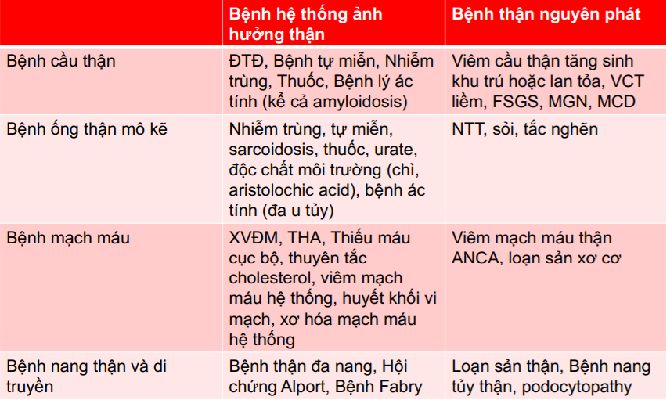 Bệnh hệ thống ảnh
hưởng thận
Bệnh thận nguyên phát
Bệnh cầu thận
ĐTĐ, Bệnh tự miễn, Nhiễm
trùng, Thuốc, Bệnh lý ác
tính (kể cả amyloidosis)
Viêm cầu thận tăng sinh
khu trú hoặc lan tỏa, VCT
liềm, FSGS, MGN, MCD
Bệnh ống thận mô kẽ
Nhiễm trùng, tự miễn,
sarcoidosis, thuốc, urate,
độc chất môi trường (chì,
aristolochic acid), bệnh ác
tính (đa u tủy)
NTT, sỏi, tắc nghẽn
Bệnh mạch máu
XVĐM, THA, Thiếu máu
cục bộ, thuyên tắc
cholesterol, viêm mạch
máu hệ thống, huyết khối vi
mạch, xơ hóa mạch máu
hệ thống
Viêm mạch máu thận
ANCA, loạn sản xơ cơ
Bệnh nang thận và di
truyền
Bệnh thận đa nang, Hội
chứng Alport, Bệnh Fabry
Loạn sản thận, Bệnh nang
tủy thận, podocytopathy